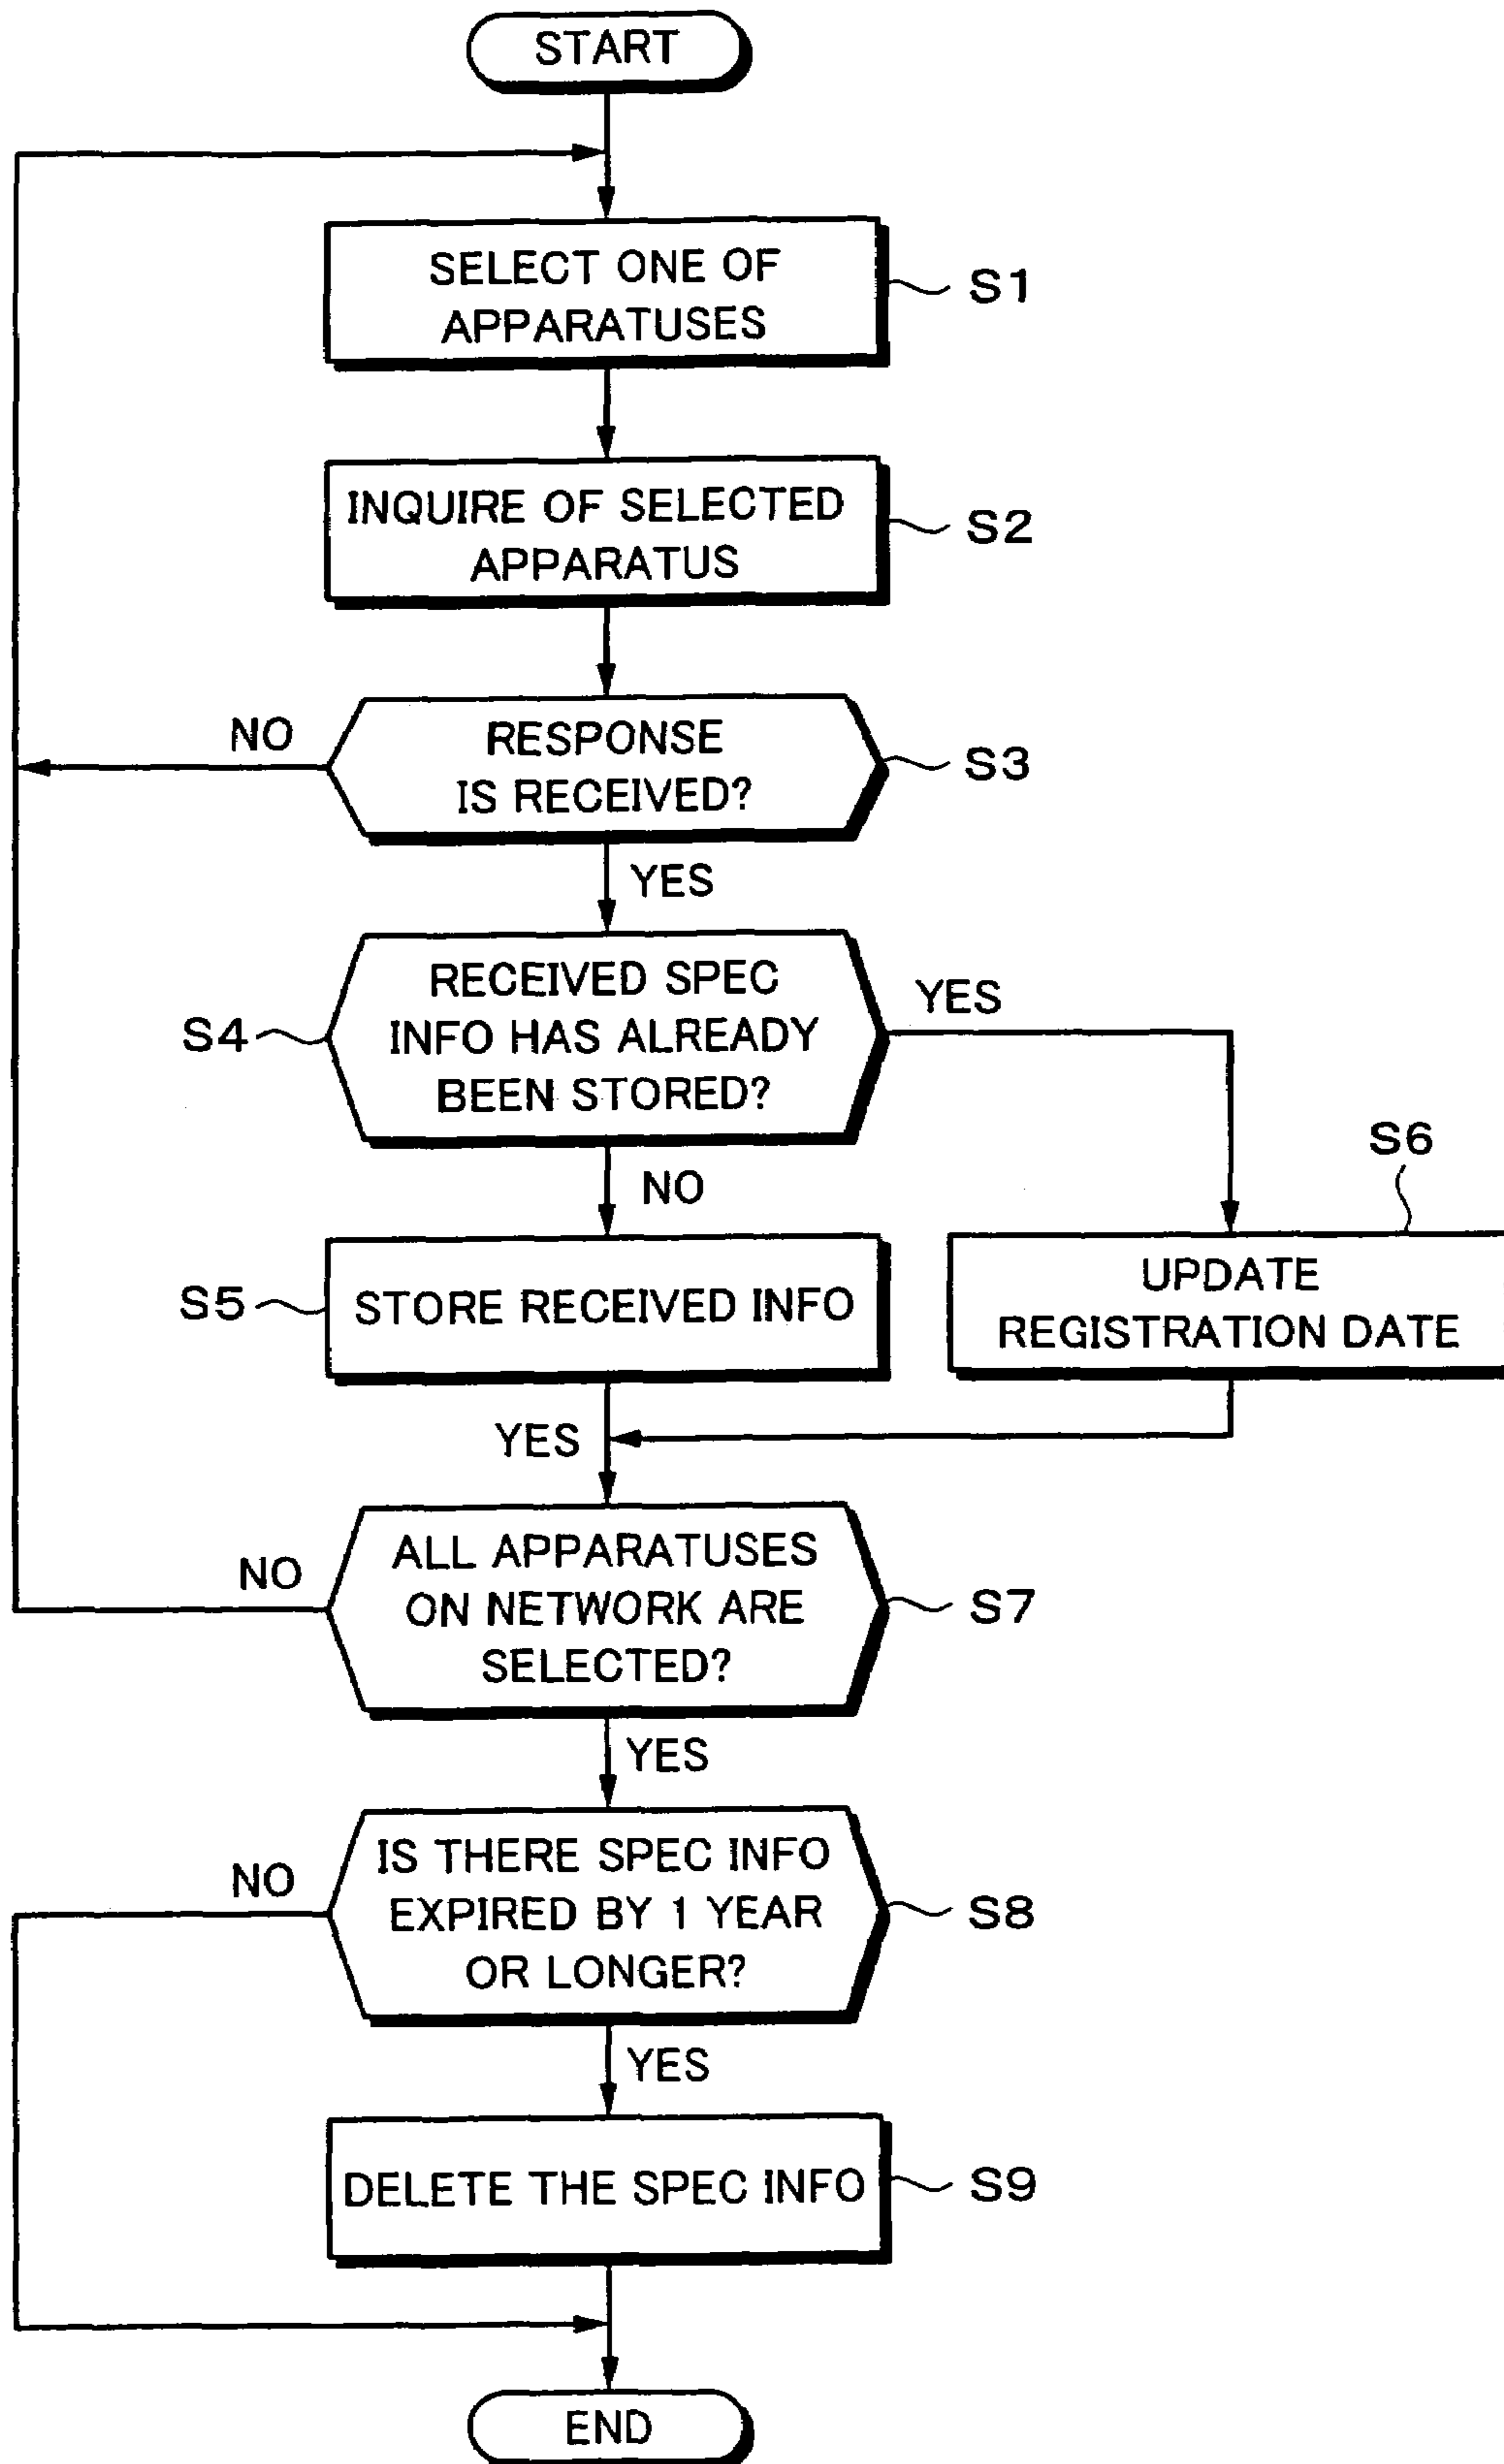 START
SELECT ONE OF
APPARATUSES
S1
INQUIRE OF SELECTED
APPARATUS
S2
RESPONSE
IS RECEIVED?
NO
S3
YES
RECEIVED SPEC
INFO HAS ALREADY
BEEN STORED?
YES
S4
NO
S6
STORE RECEIVED INFO
S5
UPDATE
REGISTRATION DATE
YES
ALL APPARATUSES
ON NETWORK ARE
SELECTED?
NO
S7
YES
IS THERE SPEC INFO
EXPIRED BY 1 YEAR
OR LONGER?
NO
S8
YES
DELETE THE SPEC INFO
S9
END